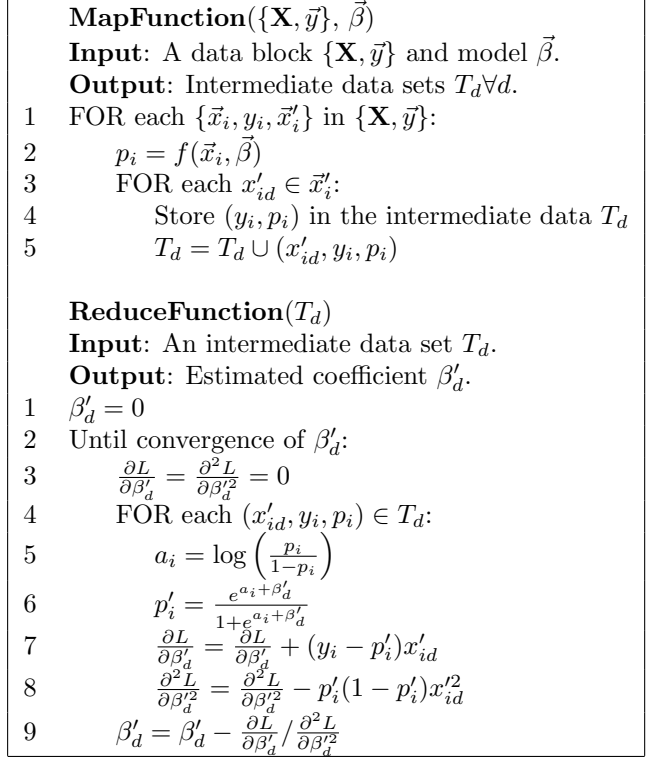 MapFunction({X, y⃗}, β⃗)
Input: A data block {X, y⃗} and model β⃗.
Output: Intermediate data sets T_d∀d.
1 FOR each {x⃗_i, y_i, x⃗′_i} in {X, y⃗}:
2 p_i = f(x⃗_i, β⃗)
3 FOR each x′_id ∈ x⃗′_i:
4 Store (y_i, p_i) in the intermediate data T_d
5 T_d = T_d ∪ (x′_id, y_i, p_i)
ReduceFunction(T_d)
Input: An intermediate data set T_d.
Output: Estimated coefficient β′_d.
1 β′_d = 0
2 Until convergence of β′_d:
3 ∂L/∂β′_d = ∂²L/∂β′²_d = 0
4 FOR each (x′_id, y_i, p_i) ∈ T_d:
5 a_i = log (p_i/(1−p_i))
6 p′_i = e^{a_i+β′_d}/(1+e^{a_i+β′_d})
7 ∂L/∂β′_d = ∂L/∂β′_d + (y_i − p′_i)x′_id
8 ∂²L/∂β′²_d = ∂²L/∂β′²_d − p′_i(1 − p′_i)x′²_id
9 β′_d = β′_d − ∂L/∂β′_d / ∂²L/∂β′²_d